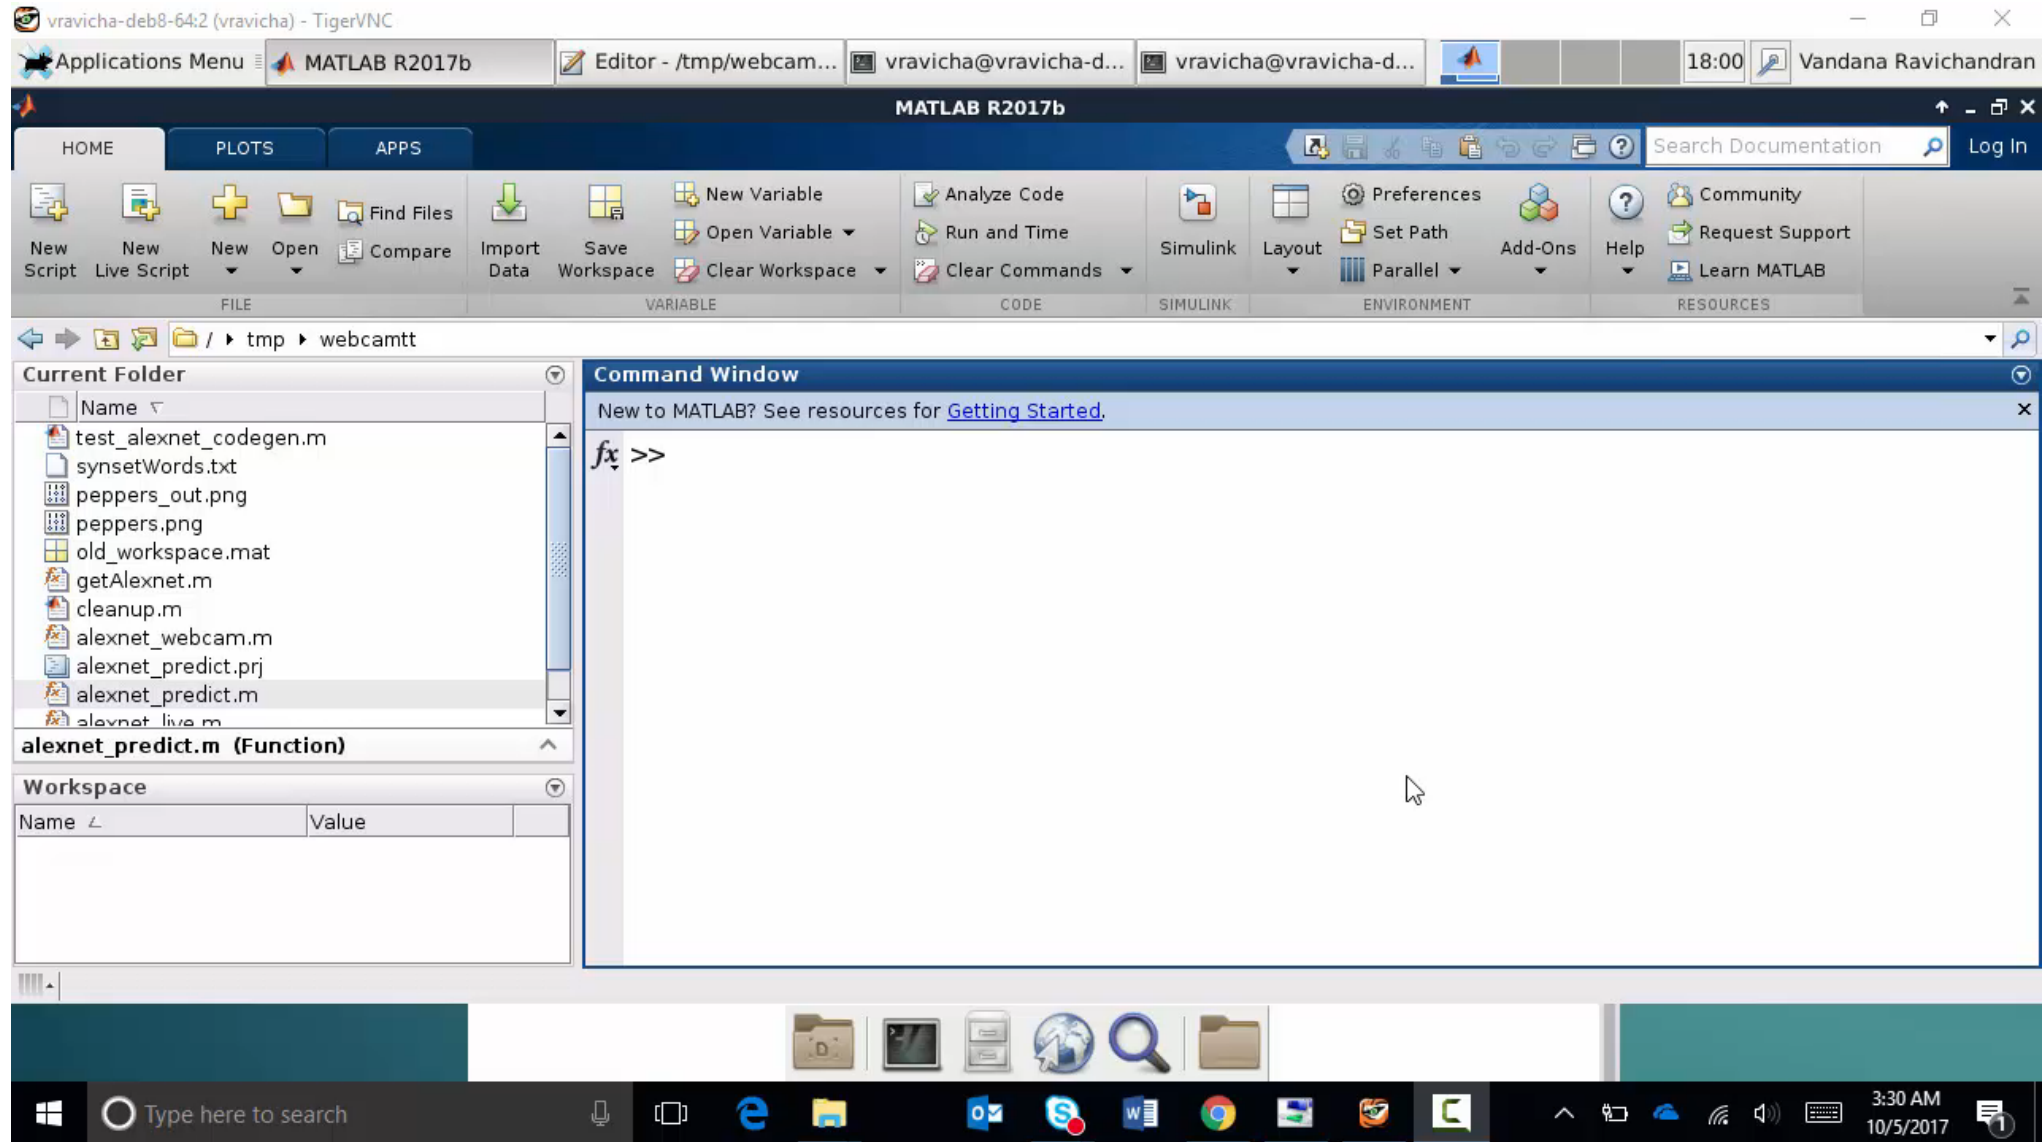 vravicha-deb8-64:2 (vravicha) - TigerVNC
Applications Menu MATLAB R2017b Editor - /tmp/webcam... vravicha@vravicha-d... vravicha@vravicha-d... 18:00 Vandana Ravichandran
MATLAB R2017b
HOME PLOTS APPS Search Documentation Log In
New Script
New Live Script
New
Open
Find Files
Compare
FILE
Import Data
Save Workspace
New Variable
Open Variable
Clear Workspace
VARIABLE
Analyze Code
Run and Time
Clear Commands
CODE
Simulink
SIMULINK
Layout
Preferences
Set Path
Parallel
Add-Ons
ENVIRONMENT
Help
Community
Request Support
Learn MATLAB
RESOURCES
/ tmp webcamtt
Current Folder
Name
test_alexnet_codegen.m
synsetWords.txt
peppers_out.png
peppers.png
old_workspace.mat
getAlexnet.m
cleanup.m
alexnet_webcam.m
alexnet_predict.prj
alexnet_predict.m
alexnet_live.m
alexnet_predict.m (Function)
Workspace
Name Value
Command Window
New to MATLAB? See resources for Getting Started.
fx >>
Type here to search
3:30 AM
10/5/2017